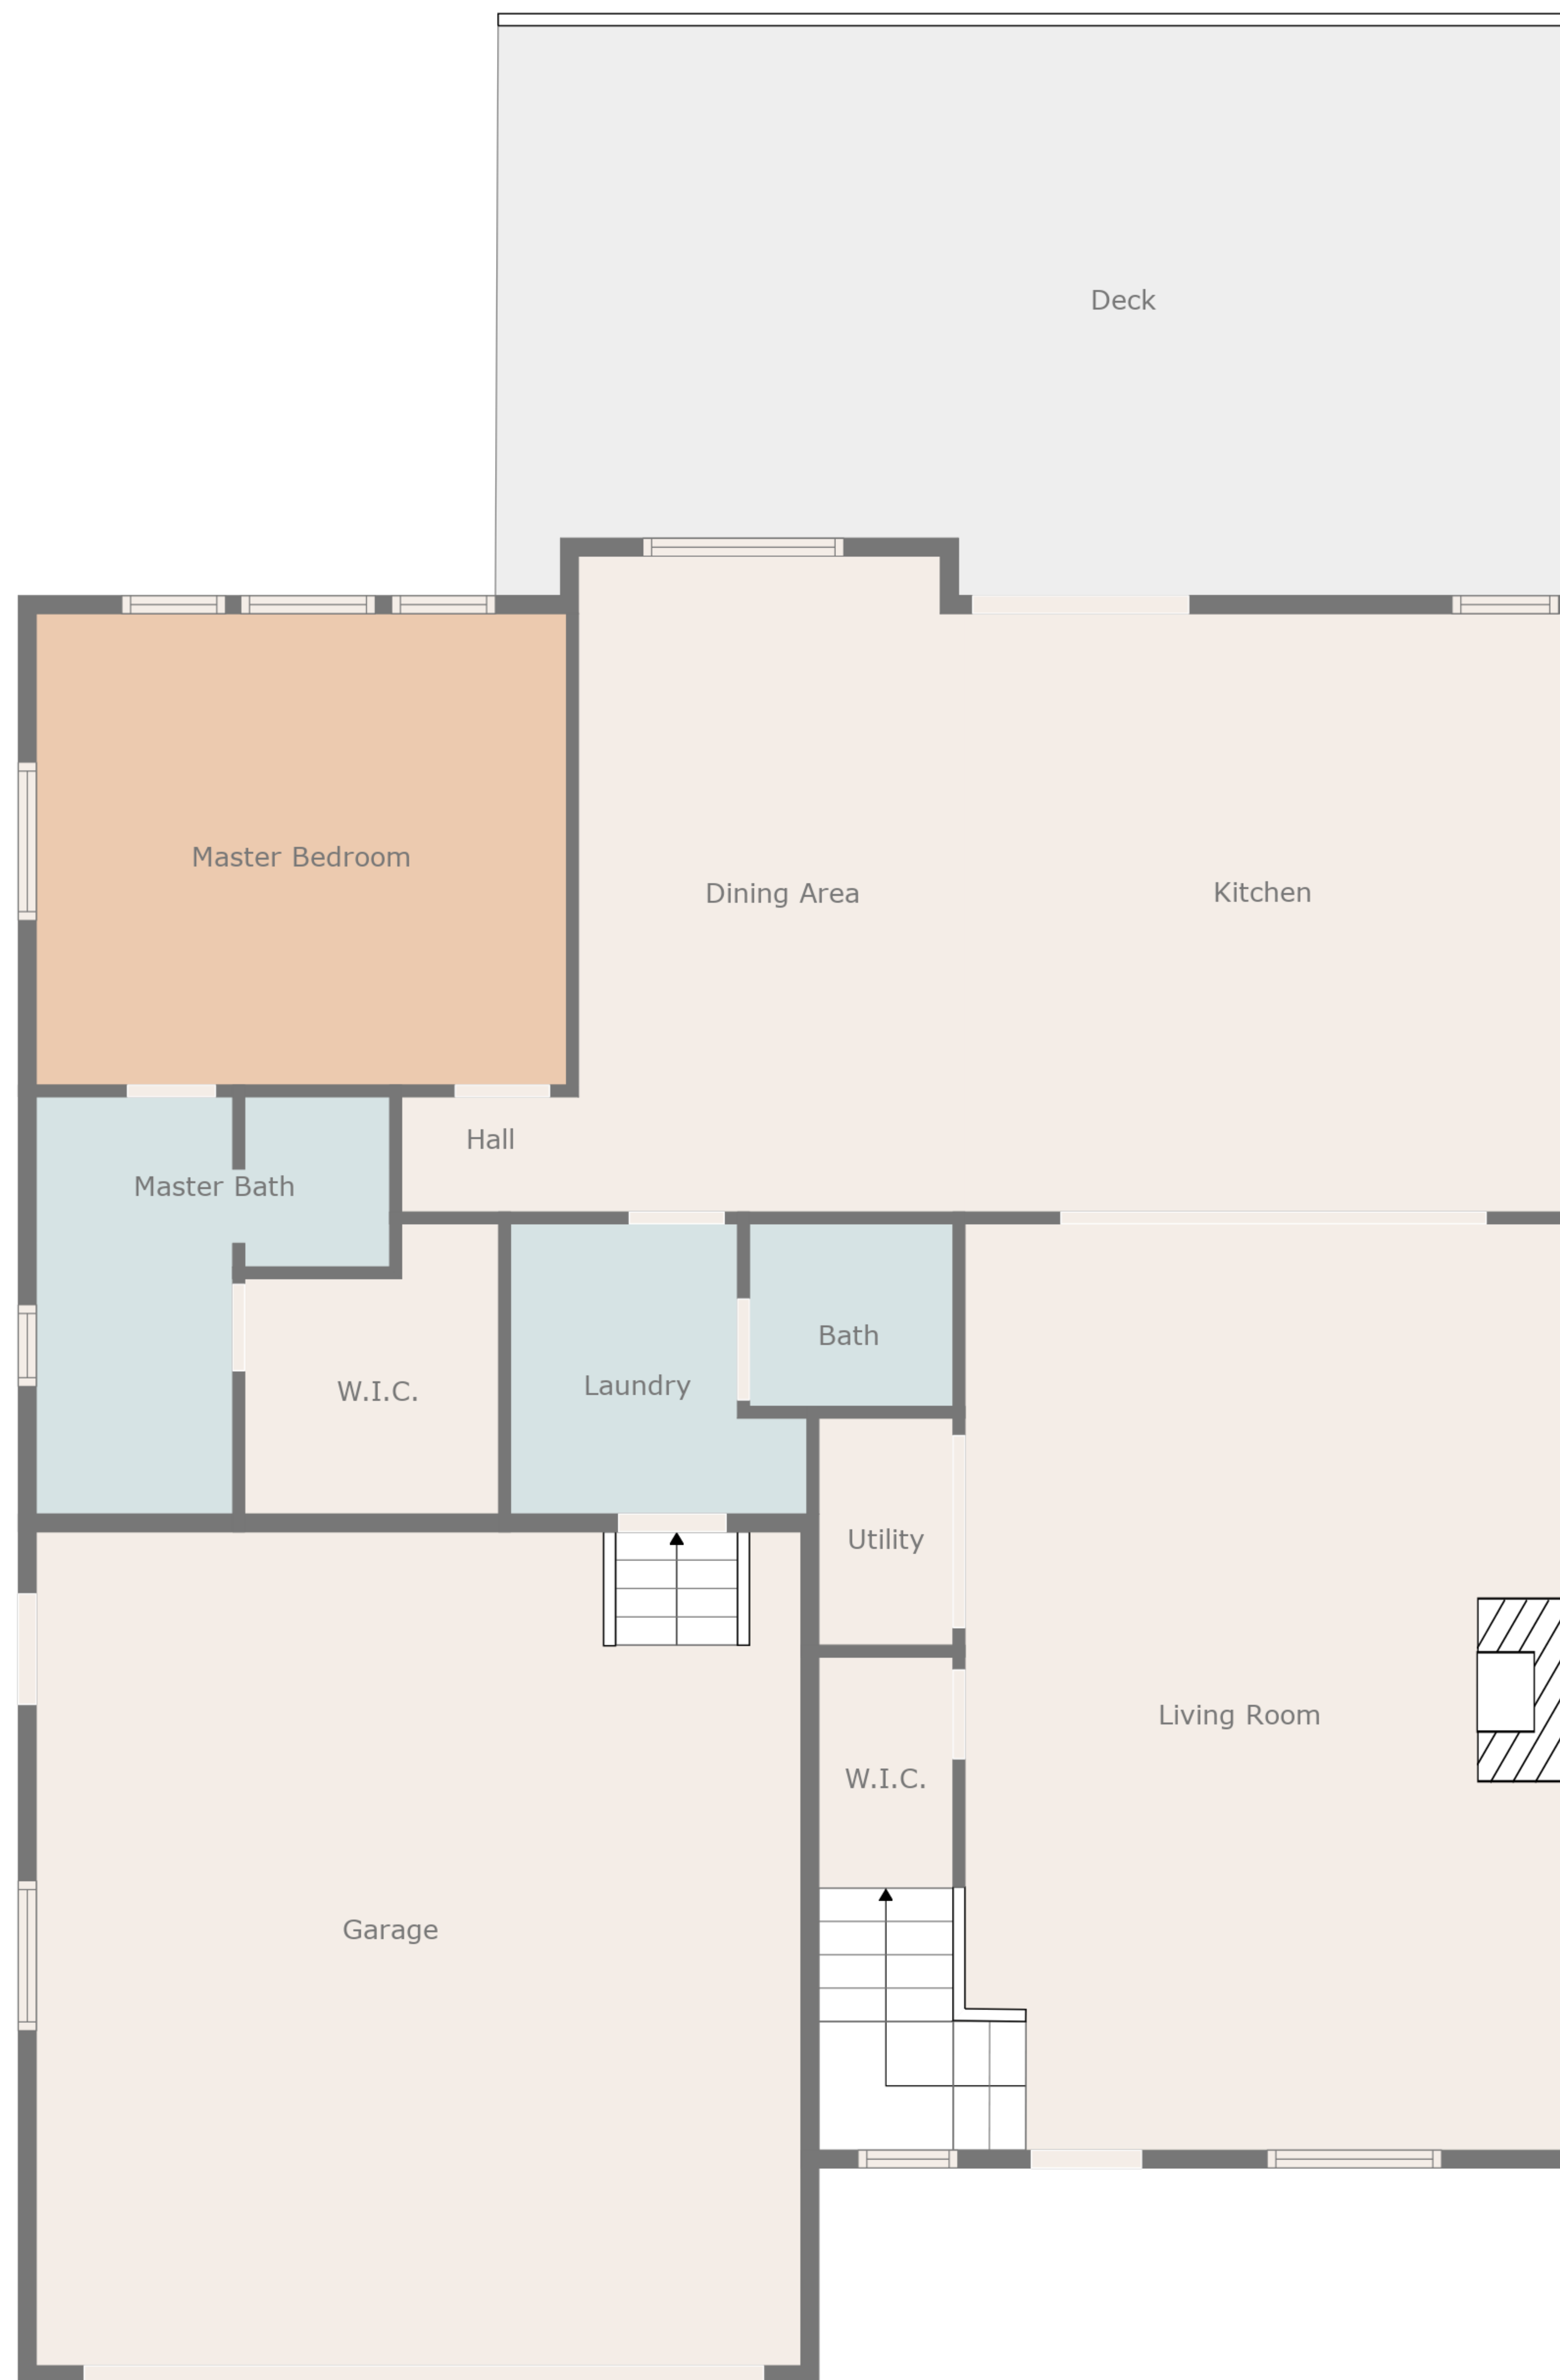 Deck
Master Bedroom
Dining Area
Kitchen
Hall
Master Bath
Bath
Laundry
W.I.C.
Utility
Living Room
W.I.C.
Garage